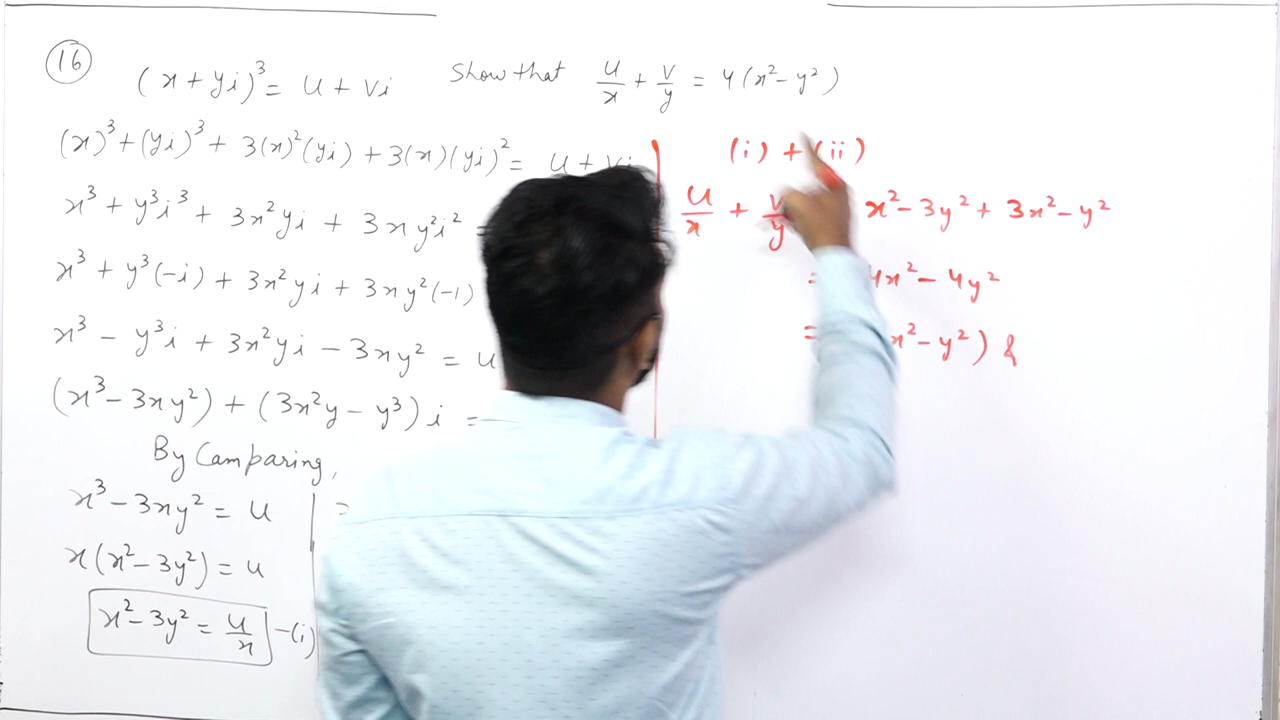 16
(x + yi)³ = u + vi Show that u/x + v/y = 4(x² - y²)
(x)³ + (yi)³ + 3(x)²(yi) + 3(x)(yi)² = u + vi
x³ + y³i³ + 3x²yi + 3xy²i² =
x³ + y³(-i) + 3x²yi + 3xy²(-1)
x³ - y³i + 3x²yi - 3xy² = u
(x³ - 3xy²) + (3x²y - y³)i =
By Camparing,
x³ - 3xy² = u
x(x² - 3y²) = u
x² - 3y² = u/x -(i)
=
(i) + (ii)
u/x + v/y x² - 3y² + 3x² - y²
= 4x² - 4y²
= x² - y²)